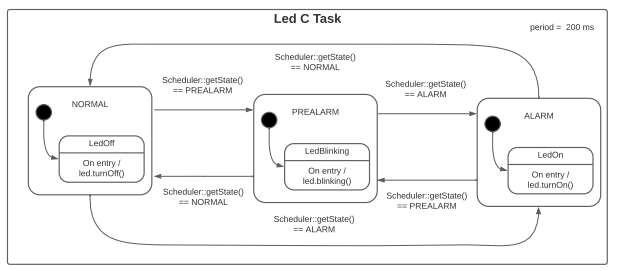 Led C Task
period = 200 ms
Scheduler::getState()
== NORMAL
Scheduler::getState()
== PREALARM
Scheduler::getState()
== ALARM
NORMAL
LedOff
On entry /
led.turnOff()
PREALARM
LedBlinking
On entry /
led.blinking()
ALARM
LedOn
On entry /
led.turnOn()
Scheduler::getState()
== NORMAL
Scheduler::getState()
== PREALARM
Scheduler::getState()
== ALARM